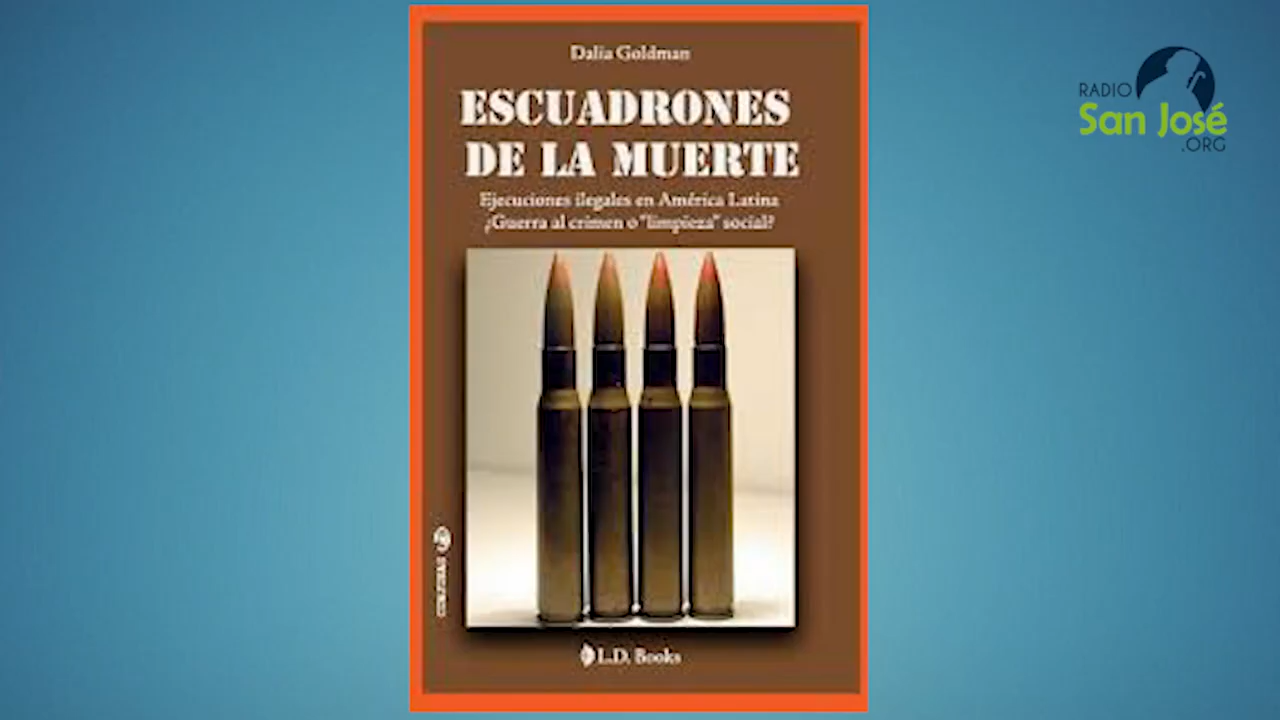 Dalia Goldman
ESCUADRONES
DE LA MUERTE
Ejecuciones ilegales en América Latina
¿Guerra al crimen o "limpieza" social?
L.D. Books
RADIO
San José
.ORG